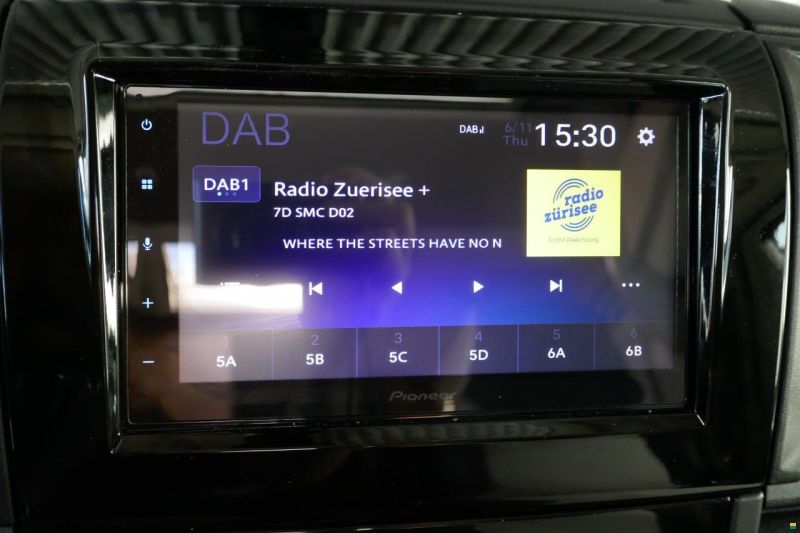 DAB
DAB
6/11
Thu
15:30
DAB1
Radio Zuerisee +
7D SMC D02
WHERE THE STREETS HAVE NO N
radio
zürisee
1
2
3
4
5
6
5A
5B
5C
5D
6A
6B
Pioneer